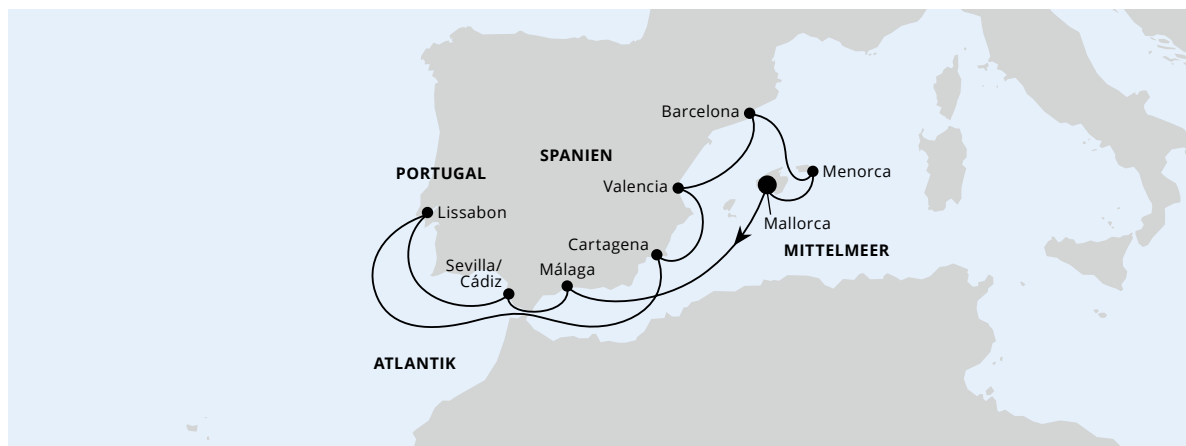 Barcelona
SPANIEN
PORTUGAL
Menorca
Valencia
Lissabon
Mallorca
Cartagena
MITTELMEER
Sevilla/
Cádiz
Málaga
ATLANTIK